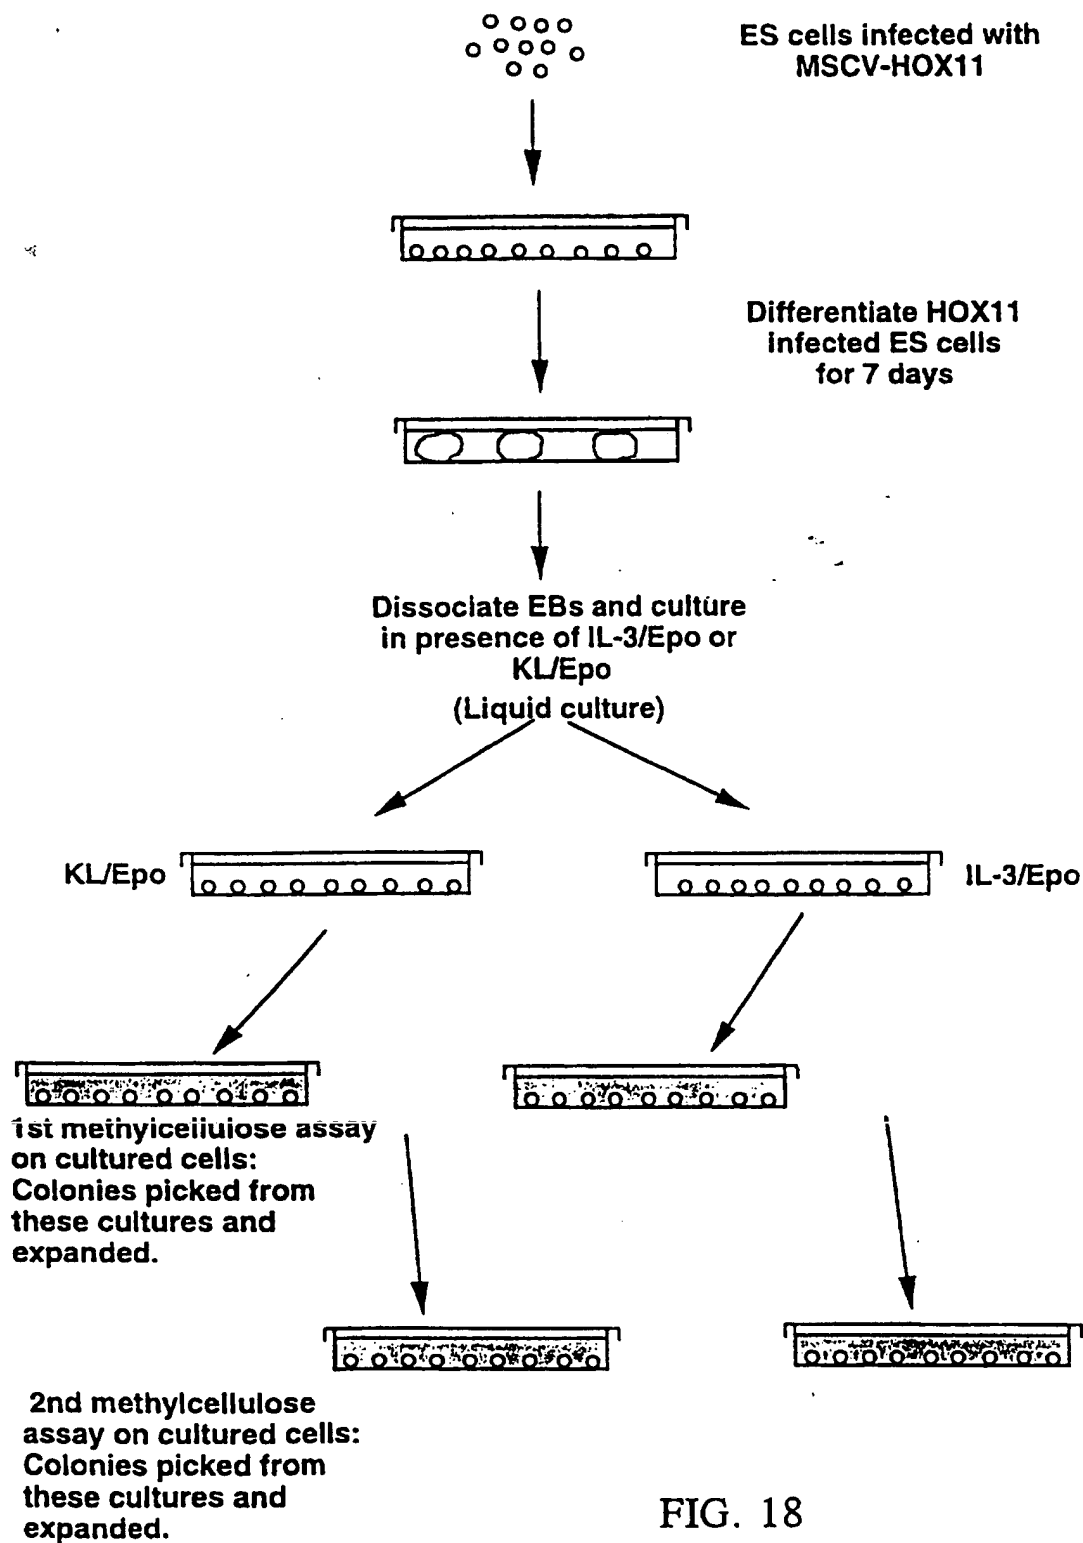 ES cells infected with
MSCV-HOX11
Differentiate HOX11
infected ES cells
for 7 days
Dissociate EBs and culture
in presence of IL-3/Epo or
KL/Epo
(Liquid culture)
KL/Epo
IL-3/Epo
1st methylcellulose assay
on cultured cells:
Colonies picked from
these cultures and
expanded.
2nd methylcellulose
assay on cultured cells:
Colonies picked from
these cultures and
expanded.
FIG. 18